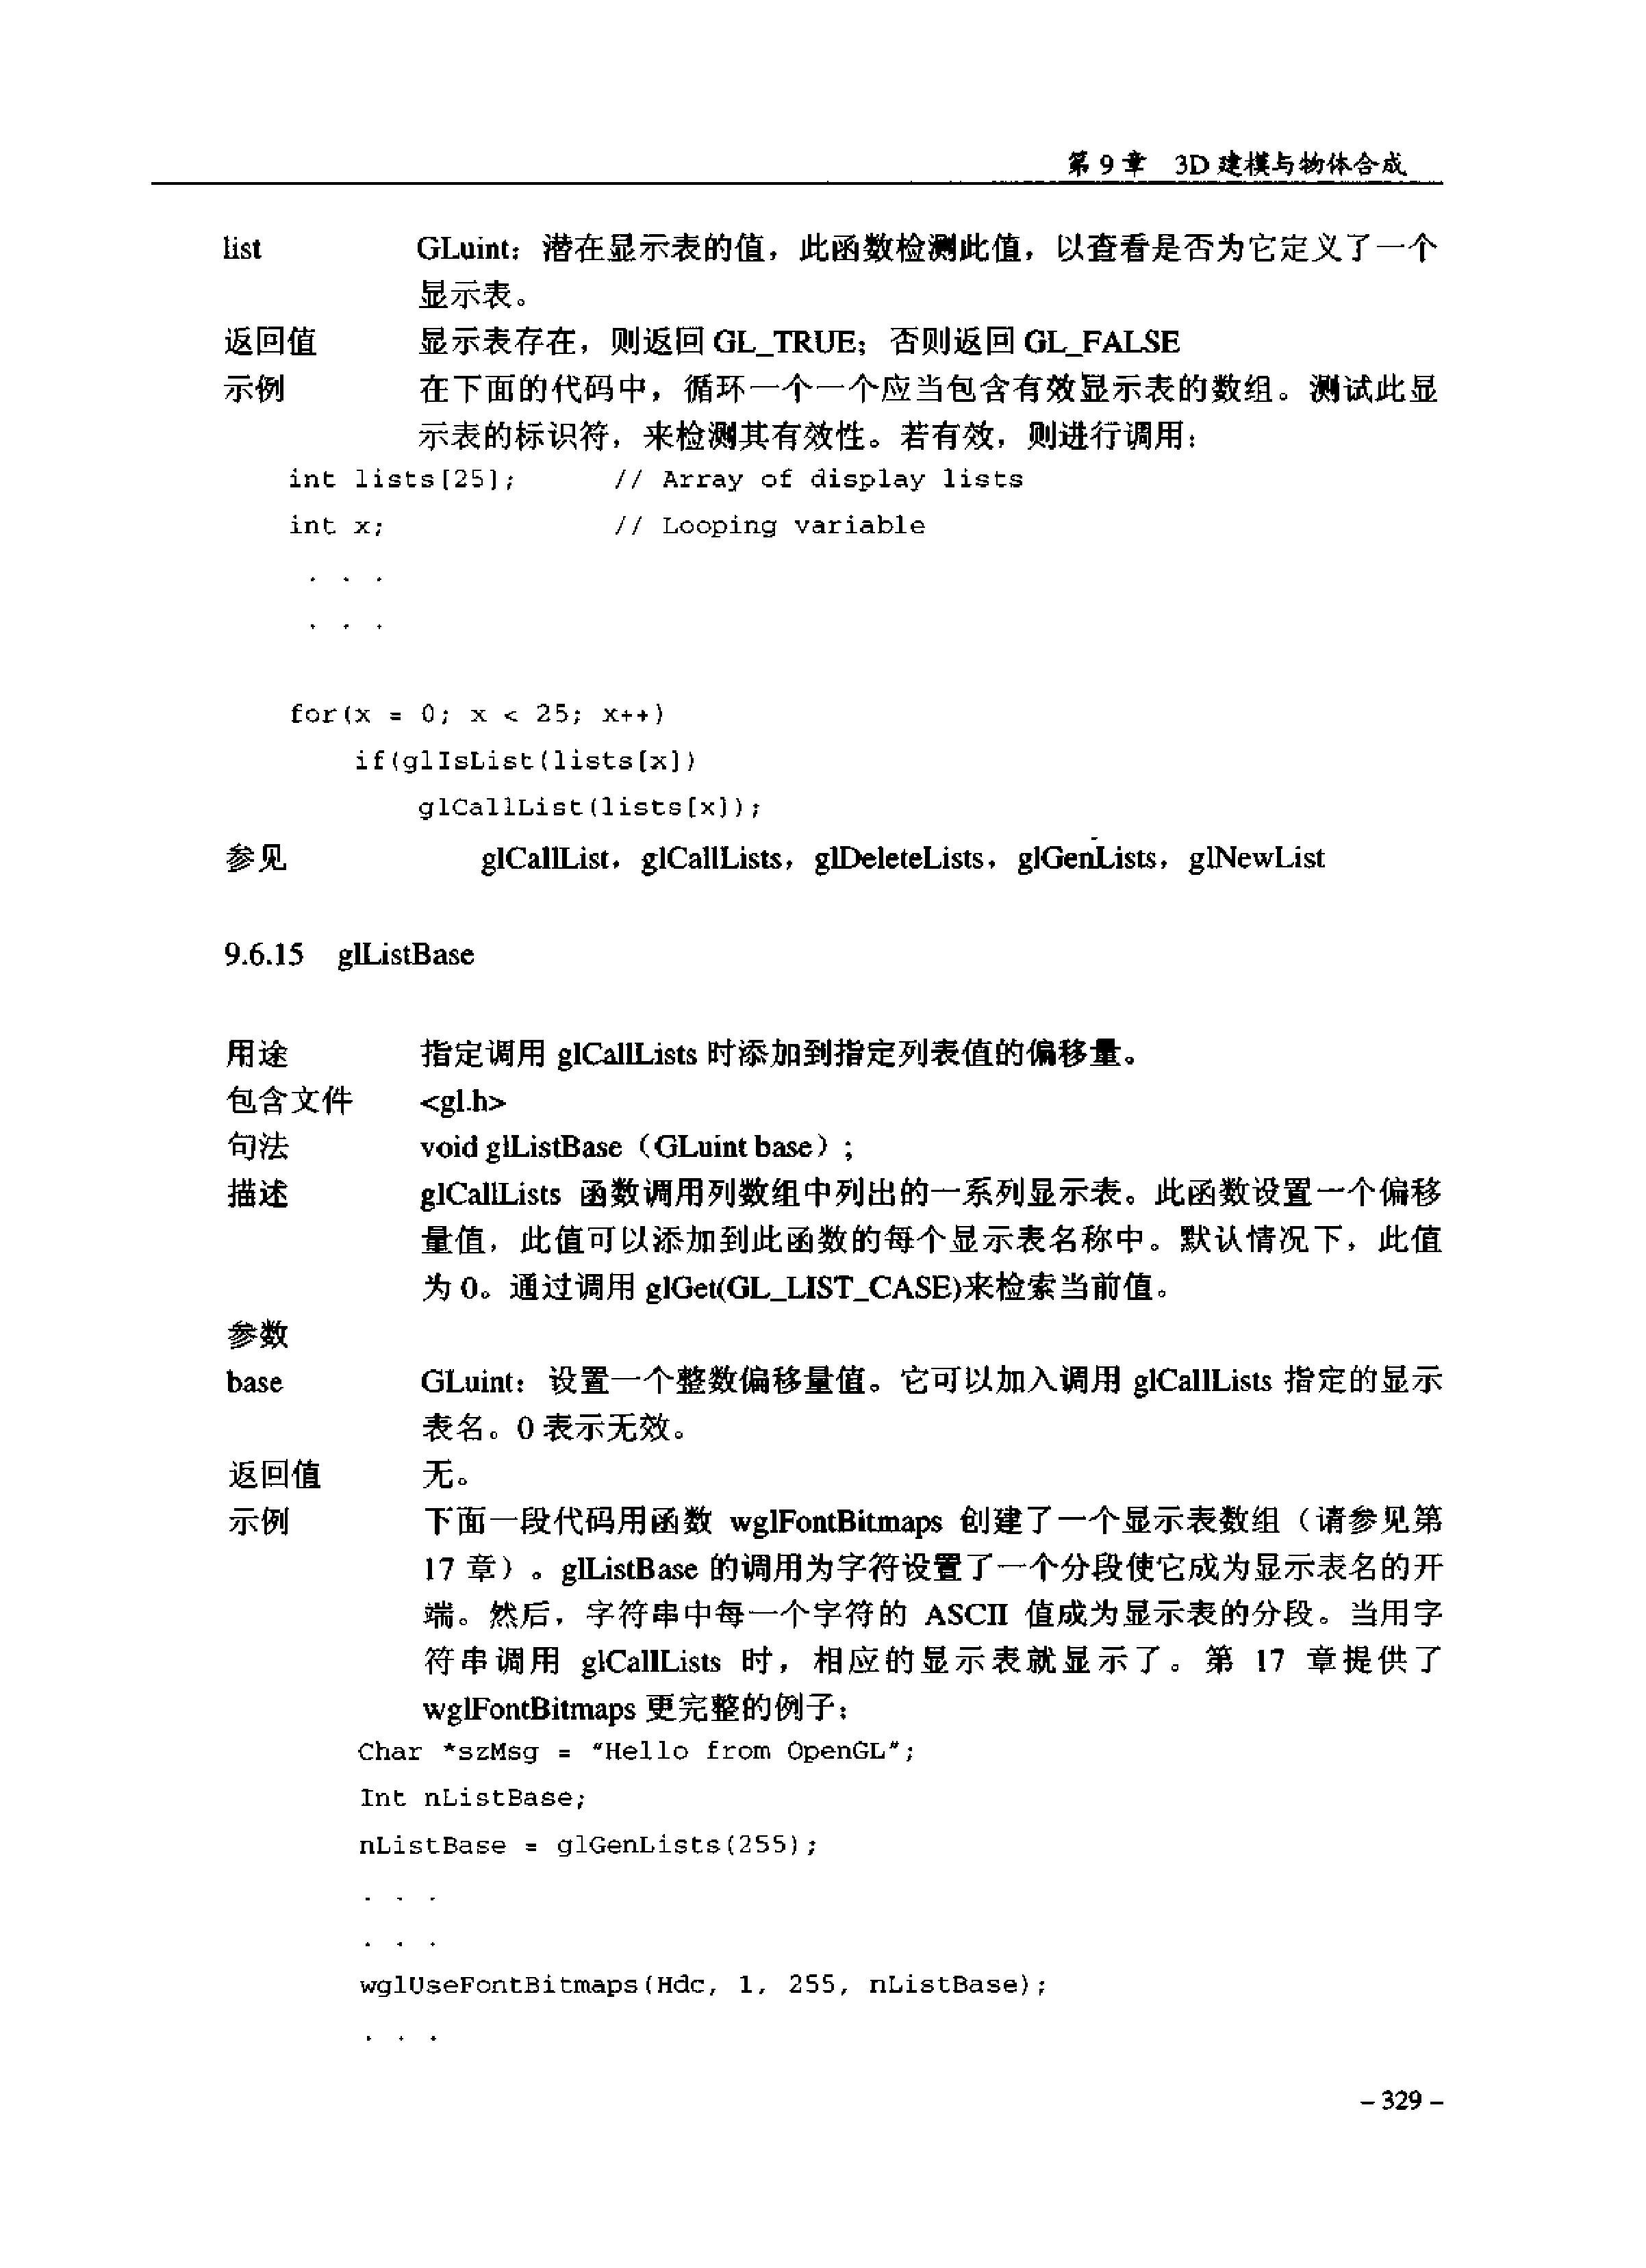 第 9 章 3D 建模与物体合成
list GLuint：潜在显示表的值，此函数检测此值，以查看是否为它定义了一个
显示表。
返回值 显示表存在，则返回 GL_TRUE；否则返回 GL_FALSE
示例 在下面的代码中，循环一个一个应当包含有效显示表的数组。测试此显
示表的标识符，来检测其有效性。若有效，则进行调用：
int lists[25]; // Array of display lists
int x; // Looping variable
. . .
. . .
for(x = 0; x < 25; x++)
if(glIsList(lists[x])
glCallList(lists[x]);
参见 glCallList，glCallLists，glDeleteLists，glGenLists，glNewList
9.6.15 glListBase
用途 指定调用 glCallLists 时添加到指定列表值的偏移量。
包含文件 <gl.h>
句法 void glListBase（GLuint base）;
描述 glCallLists 函数调用列数组中列出的一系列显示表。此函数设置一个偏移
量值，此值可以添加到此函数的每个显示表名称中。默认情况下，此值
为 0。通过调用 glGet(GL_LIST_CASE)来检索当前值。
参数
base GLuint：设置一个整数偏移量值。它可以加入调用 glCallLists 指定的显示
表名。0 表示无效。
返回值 无。
示例 下面一段代码用函数 wglFontBitmaps 创建了一个显示表数组（请参见第
17 章）。glListBase 的调用为字符设置了一个分段使它成为显示表名的开
端。然后，字符串中每一个字符的 ASCII 值成为显示表的分段。当用字
符串调用 glCallLists 时，相应的显示表就显示了。第 17 章提供了
wglFontBitmaps 更完整的例子：
Char *szMsg = "Hello from OpenGL";
Int nListBase;
nListBase = glGenLists(255);
. . .
. . .
wglUseFontBitmaps(Hdc, 1, 255, nListBase);
. . .
- 329 -